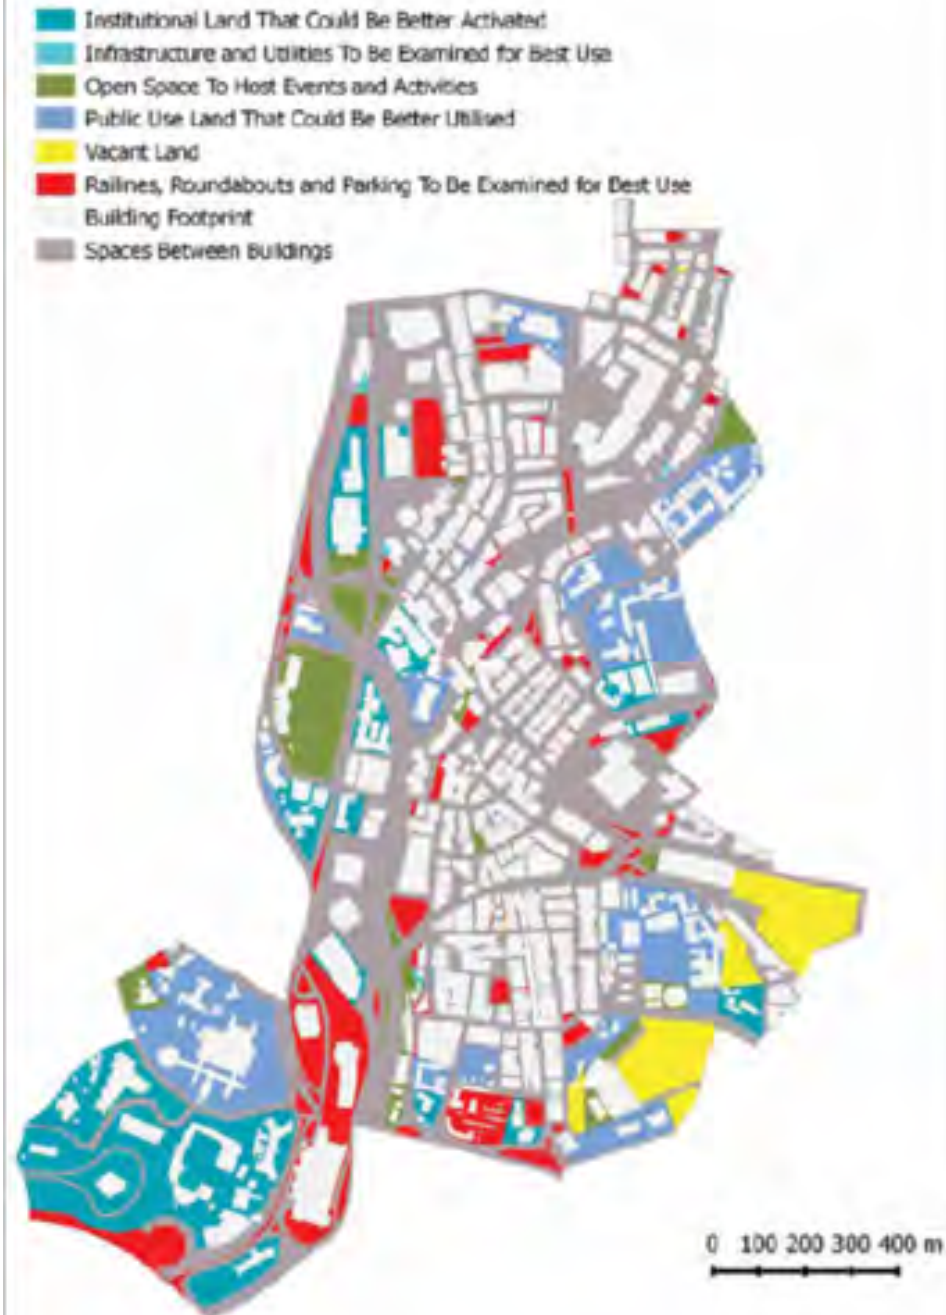 Institutional Land That Could Be Better Activated
Infrastructure and Utilities To Be Examined for Best Use
Open Space To Host Events and Activities
Public Use Land That Could Be Better Utilised
Vacant Land
Raillines, Roundabouts and Parking To Be Examined for Best Use
Building Footprint
Spaces Between Buildings
0 100 200 300 400 m